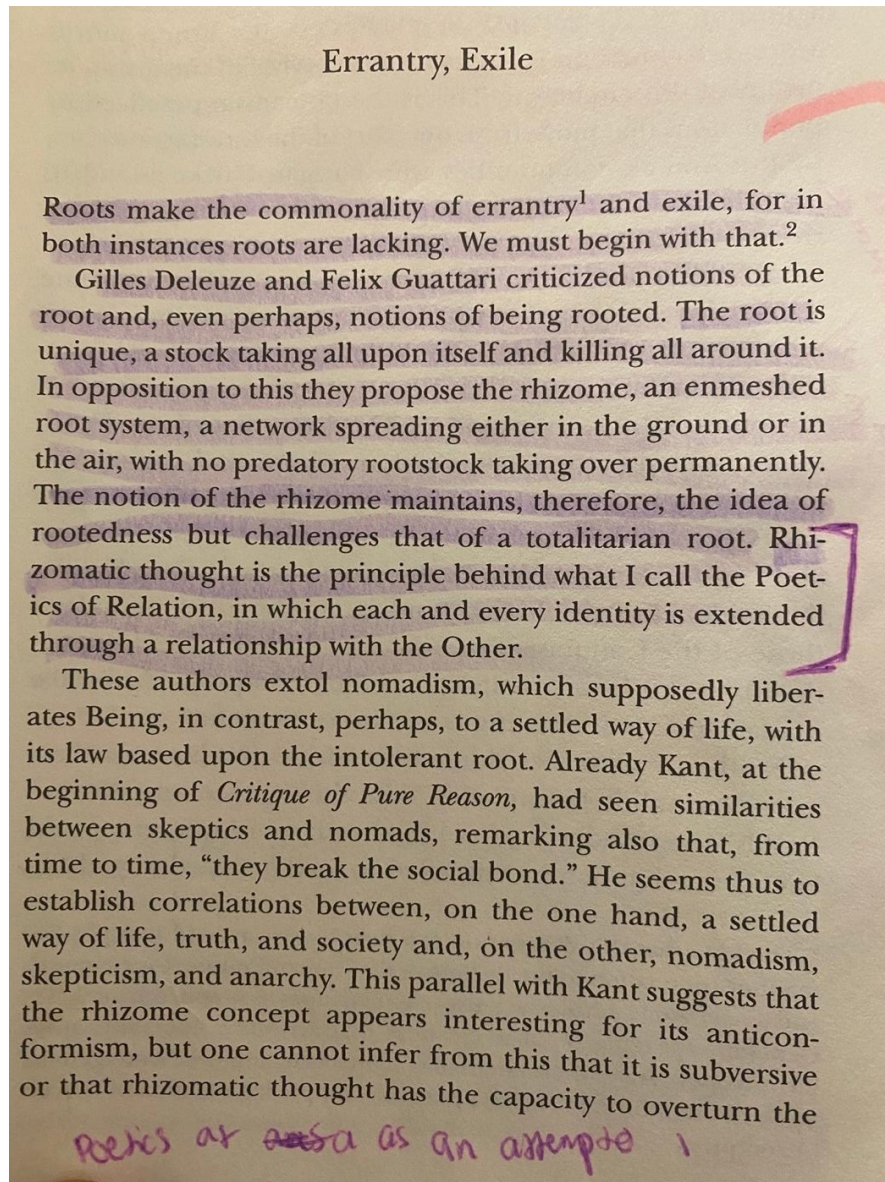 Errantry, Exile
Roots make the commonality of errantry¹ and exile, for in
both instances roots are lacking. We must begin with that.²
Gilles Deleuze and Felix Guattari criticized notions of the
root and, even perhaps, notions of being rooted. The root is
unique, a stock taking all upon itself and killing all around it.
In opposition to this they propose the rhizome, an enmeshed
root system, a network spreading either in the ground or in
the air, with no predatory rootstock taking over permanently.
The notion of the rhizome maintains, therefore, the idea of
rootedness but challenges that of a totalitarian root. Rhi-
zomatic thought is the principle behind what I call the Poet-
ics of Relation, in which each and every identity is extended
through a relationship with the Other.
These authors extol nomadism, which supposedly liber-
ates Being, in contrast, perhaps, to a settled way of life, with
its law based upon the intolerant root. Already Kant, at the
beginning of Critique of Pure Reason, had seen similarities
between skeptics and nomads, remarking also that, from
time to time, “they break the social bond.” He seems thus to
establish correlations between, on the one hand, a settled
way of life, truth, and society and, on the other, nomadism,
skepticism, and anarchy. This parallel with Kant suggests that
the rhizome concept appears interesting for its anticon-
formism, but one cannot infer from this that it is subversive
or that rhizomatic thought has the capacity to overturn the
Poetics as an